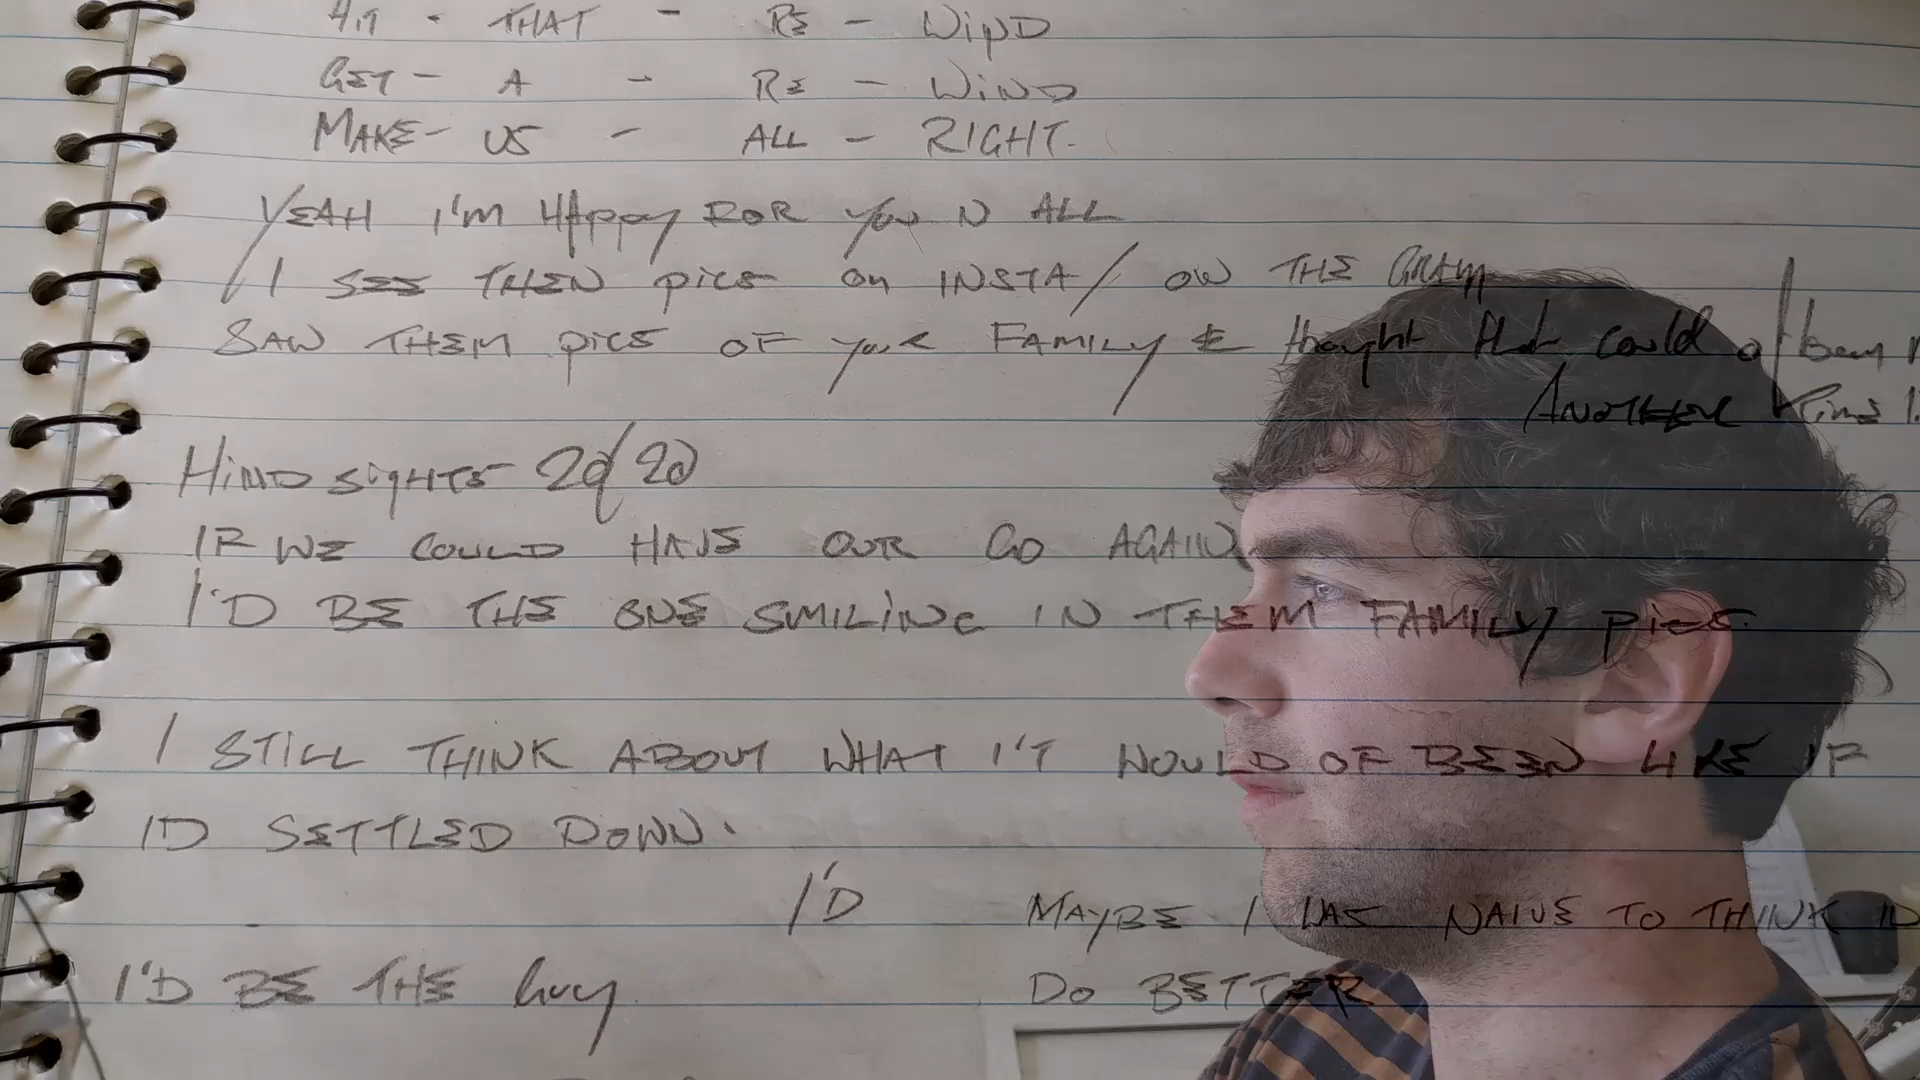 HIT - THAT - RE - WIND
GET - A - RE - WIND
MAKE - US - ALL - RIGHT.
YEAH I'M HAPPY FOR YOU N ALL
I SEE THEM PICS ON INSTA / ON THE GRAM
SAW THEM PICS OF YOUR FAMILY & thought that could of been
ANOTHER TIME
HINDSIGHTS 20/20
IF WE COULD HAVE OUR GO AGAIN
I'D BE THE ONE SMILING IN THEM FAMILY PICS.
I STILL THINK ABOUT WHAT I'T WOULD OF BEEN LIKE IF
ID SETTLED DOWN.
I'D MAYBE I WAS NAIVE TO THINK ID
I'D BE THE Guy DO BETTER